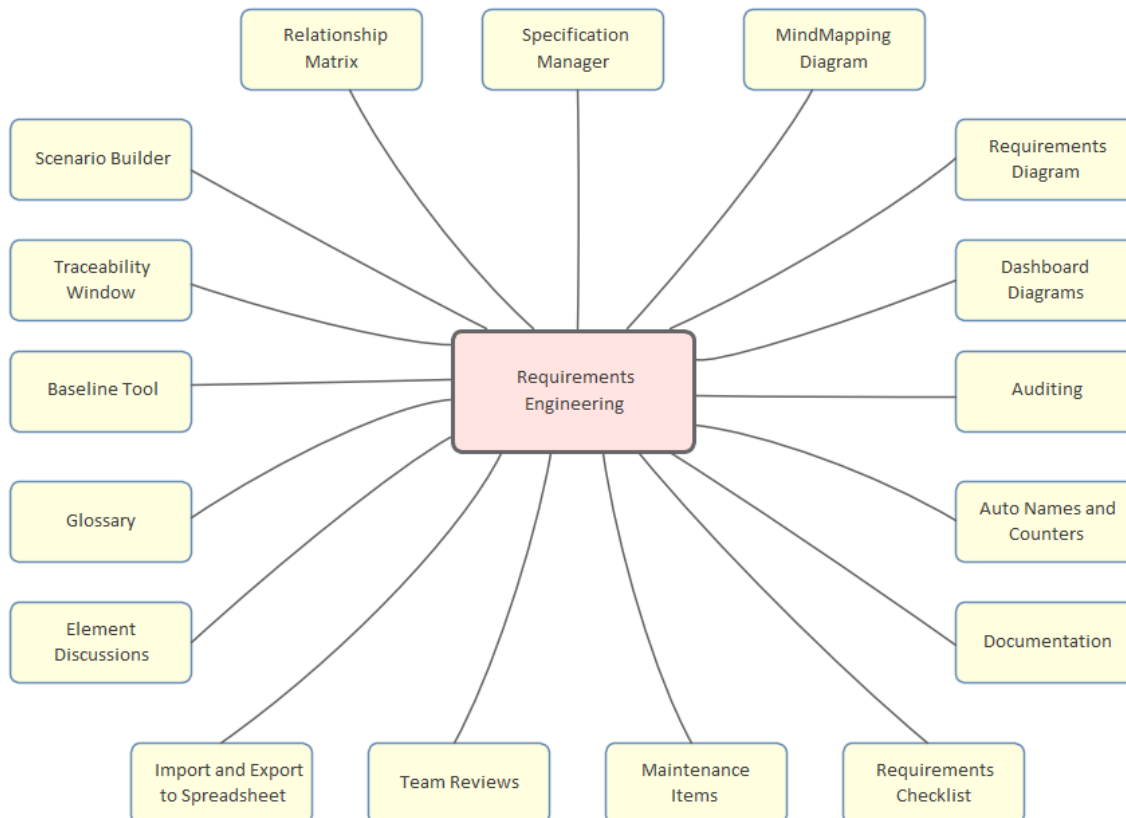 Relationship
Matrix
Specification
Manager
MindMapping
Diagram
Scenario Builder
Requirements
Diagram
Traceability
Window
Dashboard
Diagrams
Requirements
Engineering
Baseline Tool
Auditing
Glossary
Auto Names and
Counters
Element
Discussions
Documentation
Import and Export
to Spreadsheet
Team Reviews
Maintenance
Items
Requirements
Checklist